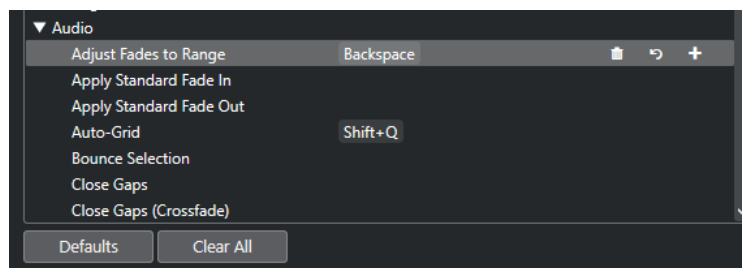 Audio
Adjust Fades to Range Backspace
Apply Standard Fade In
Apply Standard Fade Out
Auto-Grid Shift+Q
Bounce Selection
Close Gaps
Close Gaps (Crossfade)
Defaults Clear All